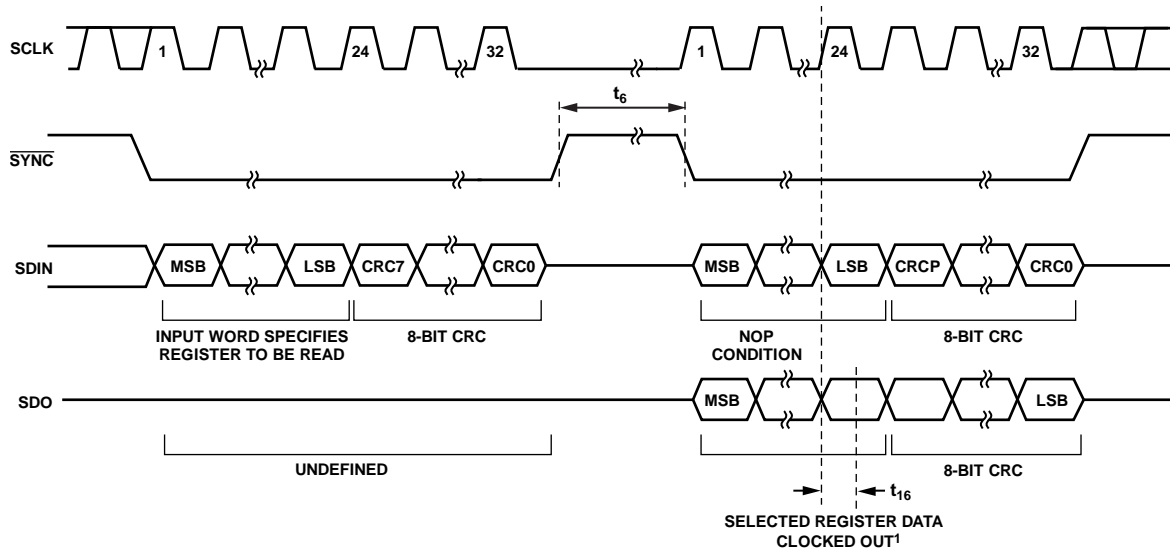 SCLK 1 24 32 1 24 32
t6
SYNC
SDIN MSB LSB CRC7 CRC0 MSB LSB CRCP CRC0
INPUT WORD SPECIFIES
REGISTER TO BE READ
8-BIT CRC
NOP
CONDITION
8-BIT CRC
SDO MSB LSB
UNDEFINED
8-BIT CRC
t16
SELECTED REGISTER DATA
CLOCKED OUT1